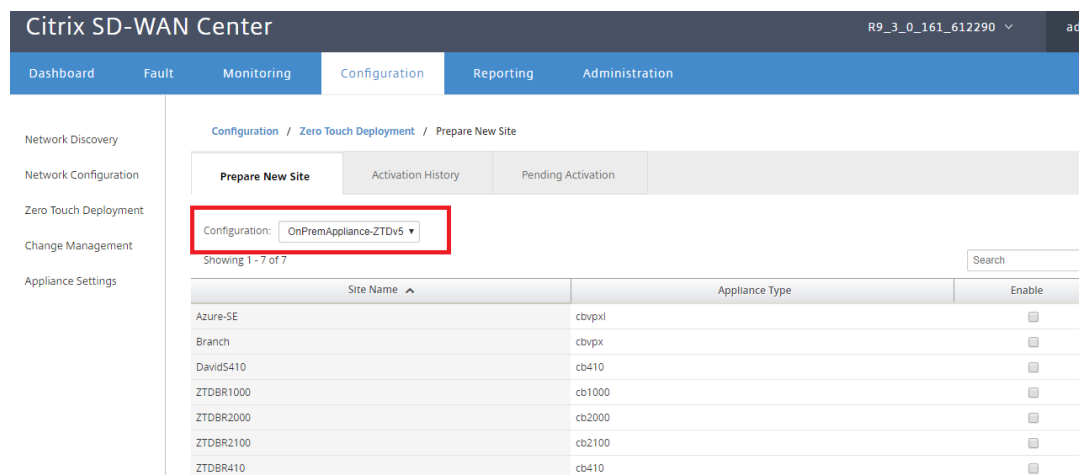 Citrix SD-WAN Center
R9_3_0_161_612290
Dashboard Fault Monitoring Configuration Reporting Administration
Network Discovery
Network Configuration
Zero Touch Deployment
Change Management
Appliance Settings
Configuration / Zero Touch Deployment / Prepare New Site
Prepare New Site Activation History Pending Activation
Configuration: OnPremAppliance-ZTDv5
Showing 1 - 7 of 7
Search
Site Name Appliance Type Enable
Azure-SE cbvpxl
Branch cbvpx
DavidS410 cb410
ZTDBR1000 cb1000
ZTDBR2000 cb2000
ZTDBR2100 cb2100
ZTDBR410 cb410